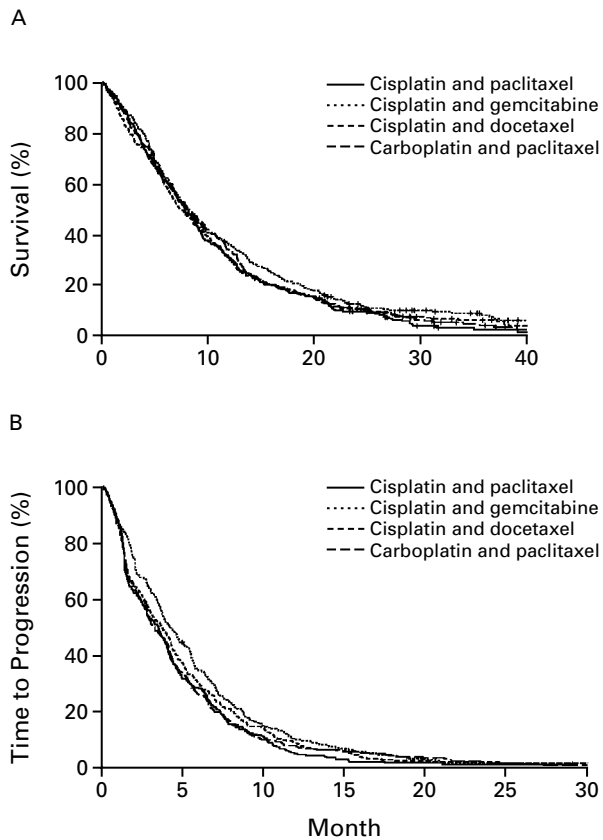 A
Survival (%)
100
80
60
40
20
0
Cisplatin and paclitaxel
Cisplatin and gemcitabine
Cisplatin and docetaxel
Carboplatin and paclitaxel
0 10 20 30 40
B
Time to Progression (%)
100
80
60
40
20
0
Cisplatin and paclitaxel
Cisplatin and gemcitabine
Cisplatin and docetaxel
Carboplatin and paclitaxel
0 5 10 15 20 25 30
Month